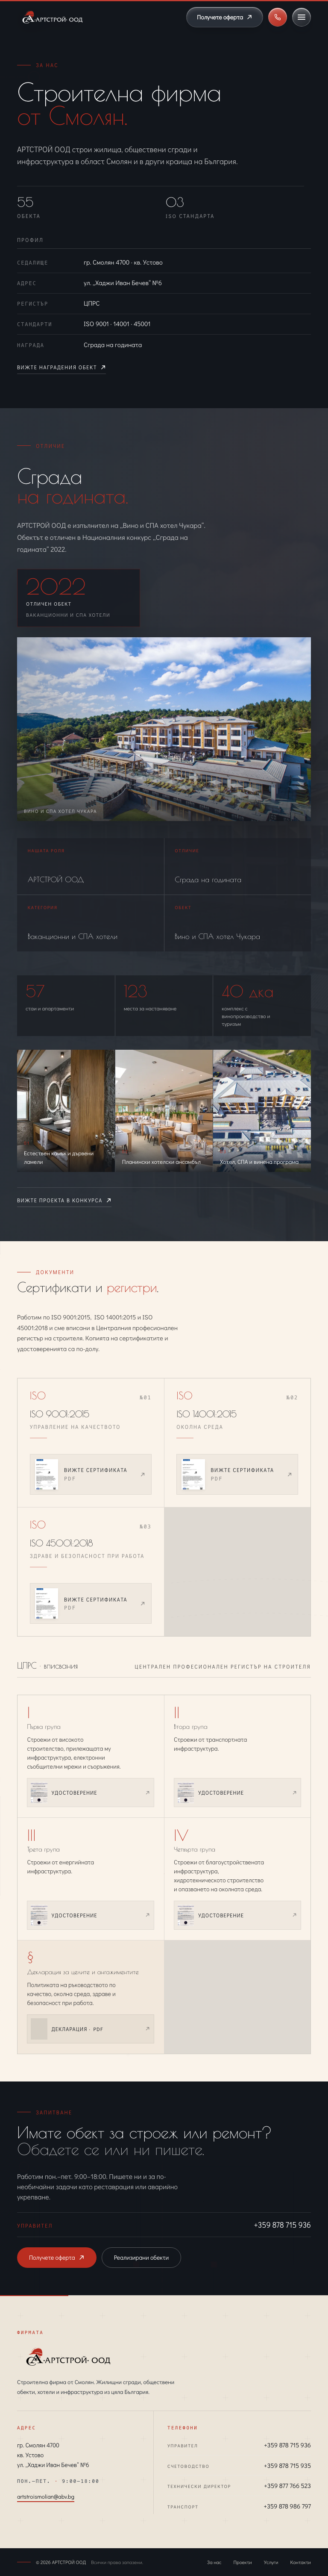 АРТСТРОЙ ООД
Получете оферта
ЗА НАС
Строителна фирма
от Смолян.
АРТСТРОЙ ООД строи жилища, обществени сгради и
инфраструктура в област Смолян и в други краища на България.
55
ОБЕКТА
03
ISO СТАНДАРТА
ПРОФИЛ
СЕДАЛИЩЕ
гр. Смолян 4700 · кв. Устово
АДРЕС
ул. „Хаджи Иван Бечев“ №6
РЕГИСТЪР
ЦПРС
СТАНДАРТИ
ISO 9001 · 14001 · 45001
НАГРАДА
Сграда на годината
ВИЖТЕ НАГРАДЕНИЯ ОБЕКТ
ОТЛИЧИЕ
Сграда
на годината.
АРТСТРОЙ ООД е изпълнител на „Вино и СПА хотел Чукара“.
Обектът е отличен в Националния конкурс „Сграда на
годината“ 2022.
2022
ОТЛИЧЕН ОБЕКТ
ВАКАНЦИОННИ И СПА ХОТЕЛИ
ВИНО И СПА ХОТЕЛ ЧУКАРА
НАШАТА РОЛЯ
АРТСТРОЙ ООД
ОТЛИЧИЕ
Сграда на годината
КАТЕГОРИЯ
Ваканционни и СПА хотели
ОБЕКТ
Вино и СПА хотел Чукара
57
стаи и апартаменти
123
места за настаняване
40 дка
комплекс с
винопроизводство и
туризъм
Естествен камък и дървени
ламели
Планински хотелски ансамбъл
Хотел, СПА и винена програма
ВИЖТЕ ПРОЕКТА В КОНКУРСА
ДОКУМЕНТИ
Сертификати и регистри.
Работим по ISO 9001:2015, ISO 14001:2015 и ISO
45001:2018 и сме вписани в Централния професионален
регистър на строителя. Копията на сертификатите и
удостоверенията са по-долу.
ISO
№01
ISO 9001:2015
УПРАВЛЕНИЕ НА КАЧЕСТВОТО
ВИЖТЕ СЕРТИФИКАТА
PDF
ISO
№02
ISO 14001:2015
ОКОЛНА СРЕДА
ВИЖТЕ СЕРТИФИКАТА
PDF
ISO
№03
ISO 45001:2018
ЗДРАВЕ И БЕЗОПАСНОСТ ПРИ РАБОТА
ВИЖТЕ СЕРТИФИКАТА
PDF
ЦПРС · ВПИСВАНИЯ
ЦЕНТРАЛЕН ПРОФЕСИОНАЛЕН РЕГИСТЪР НА СТРОИТЕЛЯ
I
Първа група
Строежи от високото
строителство, прилежащата му
инфраструктура, електронни
съобщителни мрежи и съоръжения.
УДОСТОВЕРЕНИЕ
II
Втора група
Строежи от транспортната
инфраструктура.
УДОСТОВЕРЕНИЕ
III
Трета група
Строежи от енергийната
инфраструктура.
УДОСТОВЕРЕНИЕ
IV
Четвърта група
Строежи от благоустройствената
инфраструктура,
хидротехническото строителство
и опазването на околната среда.
УДОСТОВЕРЕНИЕ
§
Декларация за целите и ангажиментите
Политиката на ръководството по
качество, околна среда, здраве и
безопасност при работа.
ДЕКЛАРАЦИЯ · PDF
ЗАПИТВАНЕ
Имате обект за строеж или ремонт?
Обадете се или ни пишете.
Работим пон.–пет. 9:00–18:00. Пишете ни и за по-
необичайни задачи като реставрация или аварийно
укрепване.
УПРАВИТЕЛ
+359 878 715 936
Получете оферта
Реализирани обекти
ФИРМАТА
АРТСТРОЙ ООД
Строителна фирма от Смолян. Жилищни сгради, обществени
обекти, хотели и инфраструктура из цяла България.
АДРЕС
гр. Смолян 4700
кв. Устово
ул. „Хаджи Иван Бечев“ №6
ПОН.–ПЕТ. · 9:00–18:00
artstroismolian@abv.bg
ТЕЛЕФОНИ
УПРАВИТЕЛ
+359 878 715 936
СЧЕТОВОДСТВО
+359 878 715 935
ТЕХНИЧЕСКИ ДИРЕКТОР
+359 877 766 523
ТРАНСПОРТ
+359 878 986 797
© 2026 АРТСТРОЙ ООД Всички права запазени.
За нас
Проекти
Услуги
Контакти